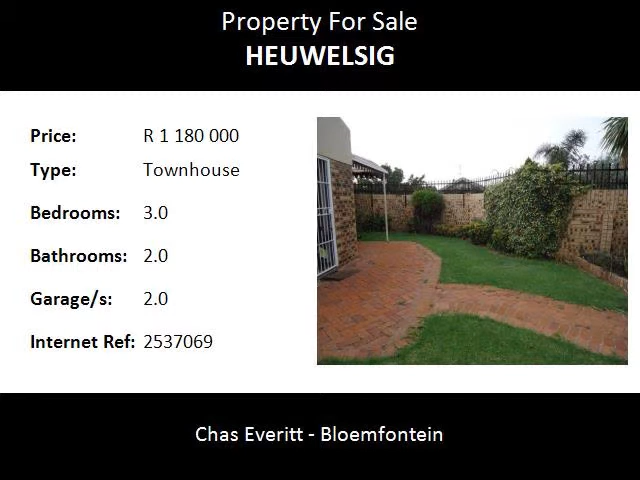 Property For Sale
HEUWELSIG
Price: R 1 180 000
Type: Townhouse
Bedrooms: 3.0
Bathrooms: 2.0
Garage/s: 2.0
Internet Ref: 2537069
Chas Everitt - Bloemfontein